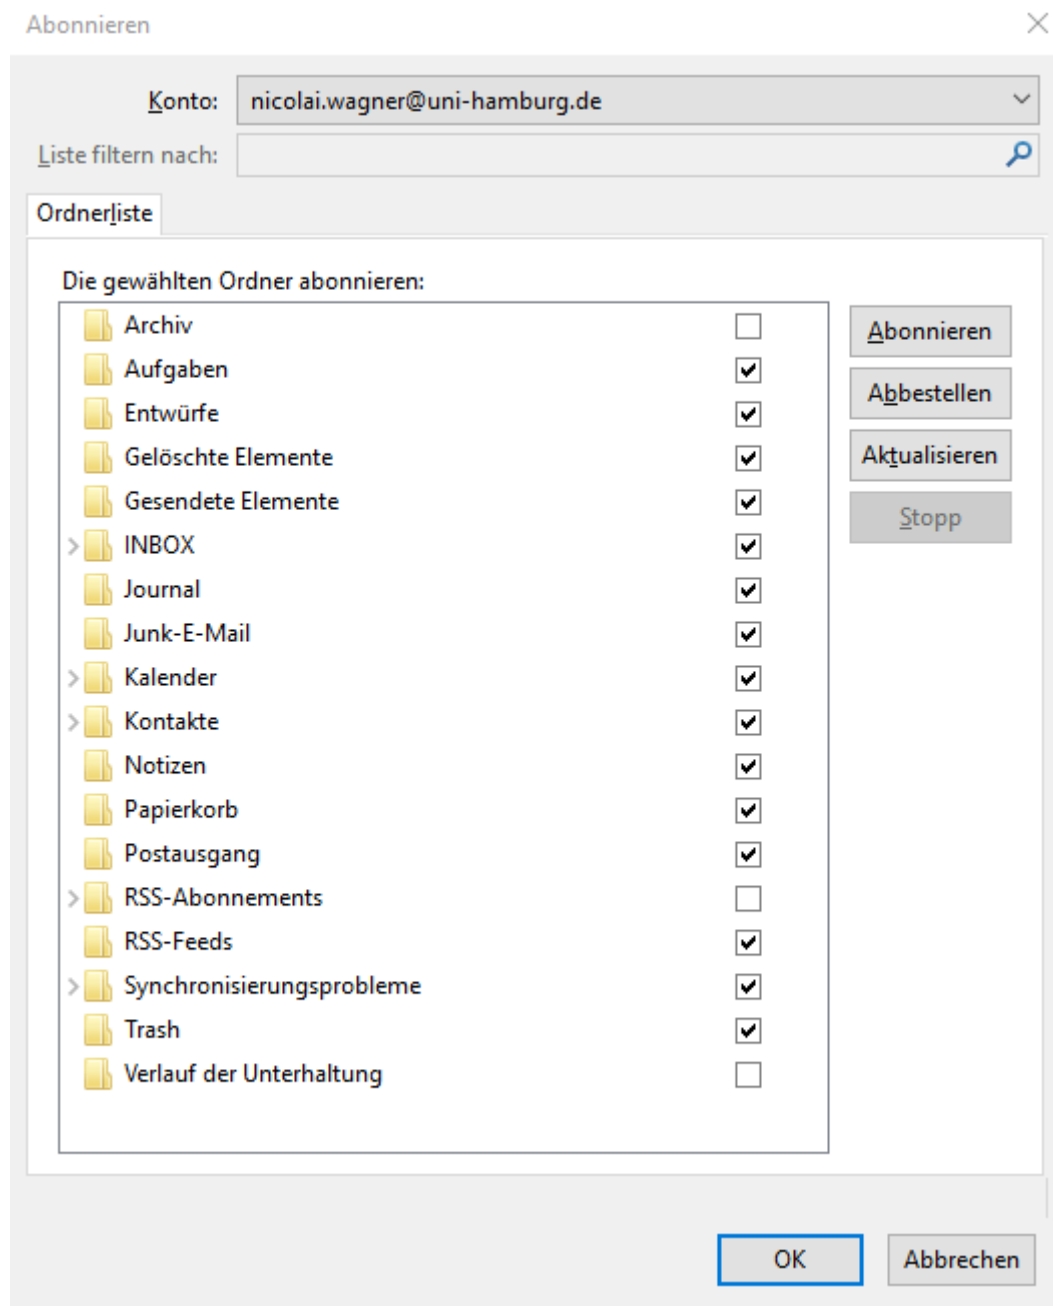 Abonnieren
Konto: nicolai.wagner@uni-hamburg.de
Liste filtern nach:
Ordnerliste
Die gewählten Ordner abonnieren:
Archiv
Aufgaben
Entwürfe
Gelöschte Elemente
Gesendete Elemente
INBOX
Journal
Junk-E-Mail
Kalender
Kontakte
Notizen
Papierkorb
Postausgang
RSS-Abonnements
RSS-Feeds
Synchronisierungsprobleme
Trash
Verlauf der Unterhaltung
Abonnieren
Abbestellen
Aktualisieren
Stopp
OK
Abbrechen